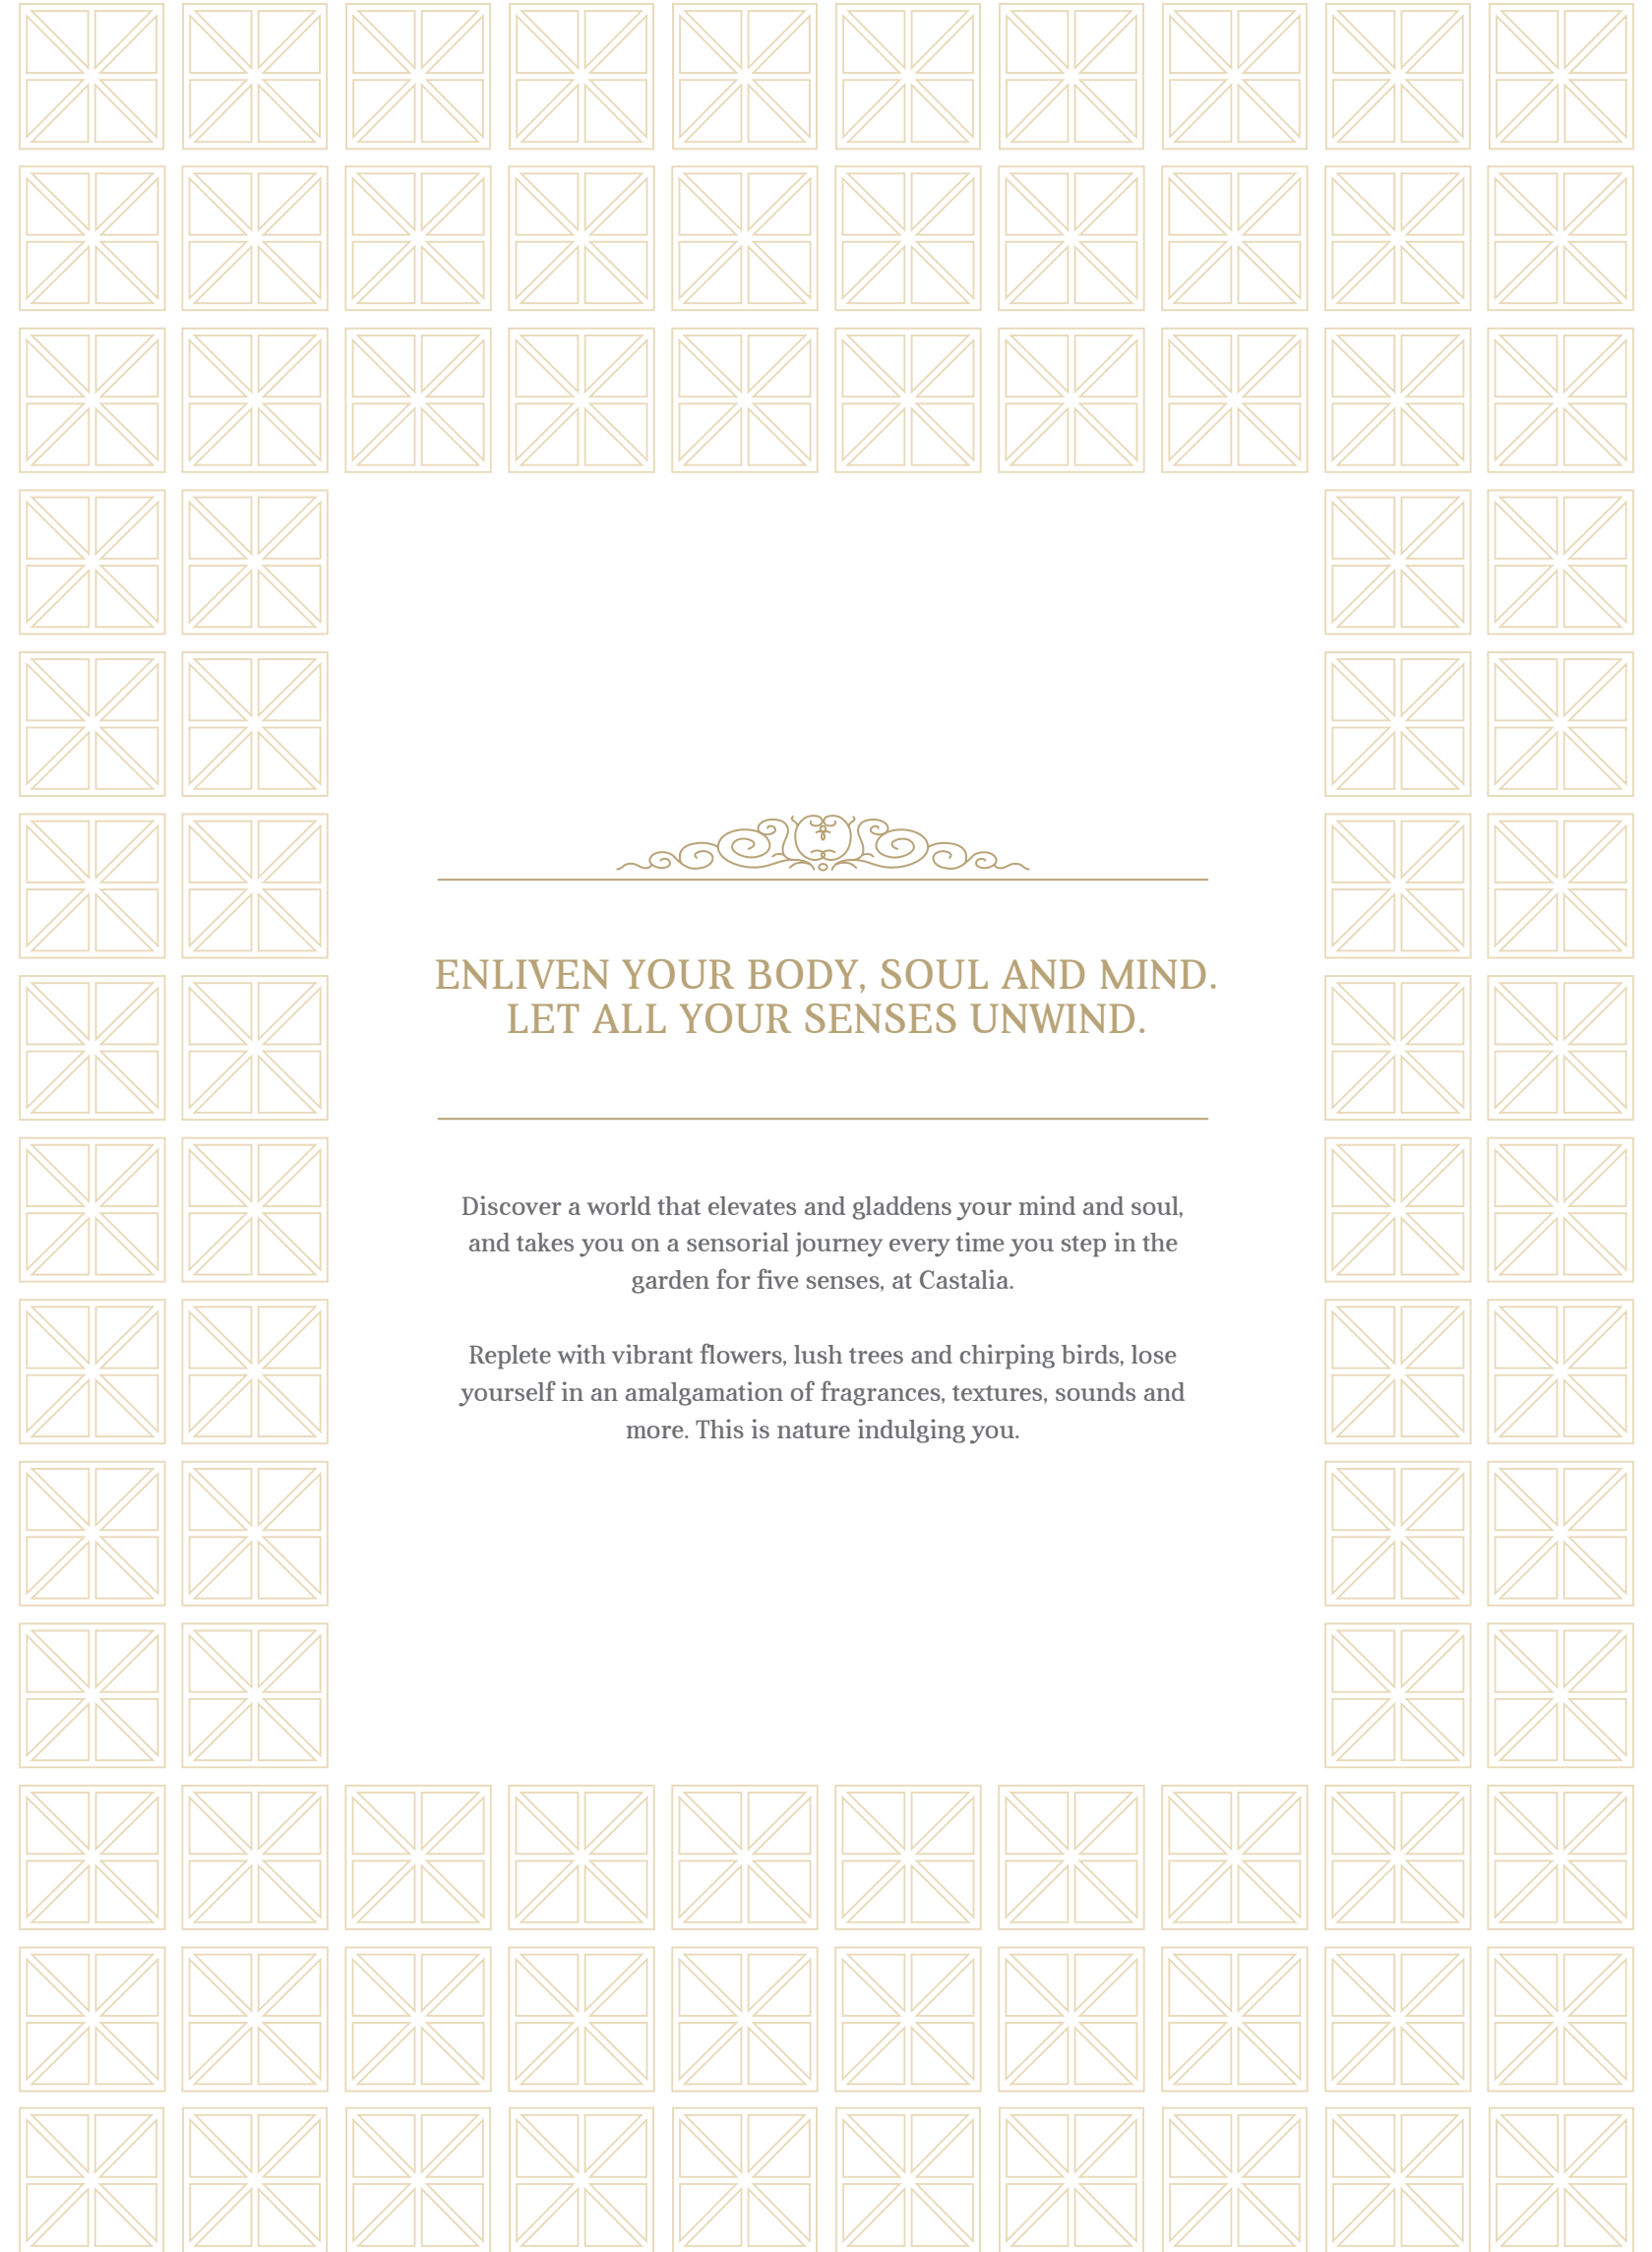 ENLIVEN YOUR BODY, SOUL AND MIND.
LET ALL YOUR SENSES UNWIND.
Discover a world that elevates and gladdens your mind and soul,
and takes you on a sensorial journey every time you step in the
garden for five senses, at Castalia.
Replete with vibrant flowers, lush trees and chirping birds, lose
yourself in an amalgamation of fragrances, textures, sounds and
more. This is nature indulging you.